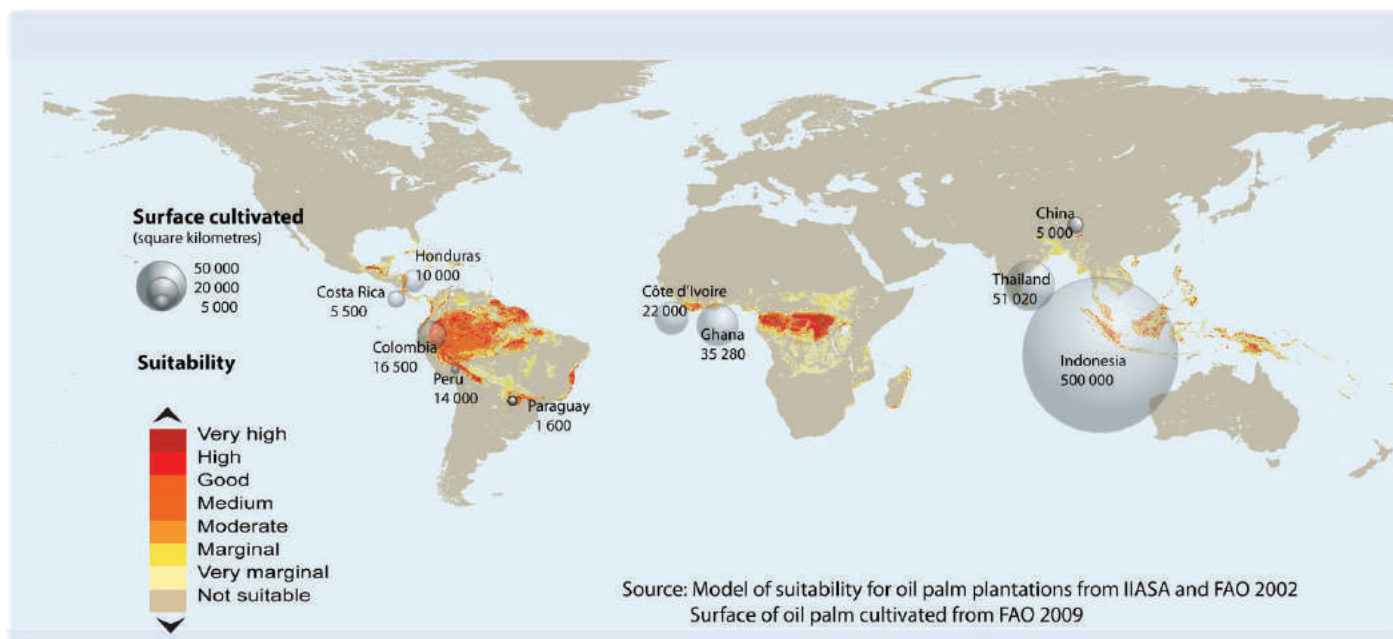 Surface cultivated
(square kilometres)
50 000
20 000
5 000
Suitability
Very high
High
Good
Medium
Moderate
Marginal
Very marginal
Not suitable
Honduras
10 000
Costa Rica
5 500
Colombia
16 500
Peru
14 000
Paraguay
1 600
Côte d'Ivoire
22 000
Ghana
35 280
China
5 000
Thailand
51 020
Indonesia
500 000
Source: Model of suitability for oil palm plantations from IIASA and FAO 2002
Surface of oil palm cultivated from FAO 2009